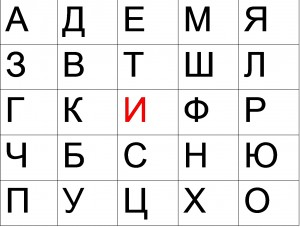 А Д Е М Я
З В Т Ш Л
Г К И Ф Р
Ч Б С Н Ю
П У Ц Х О